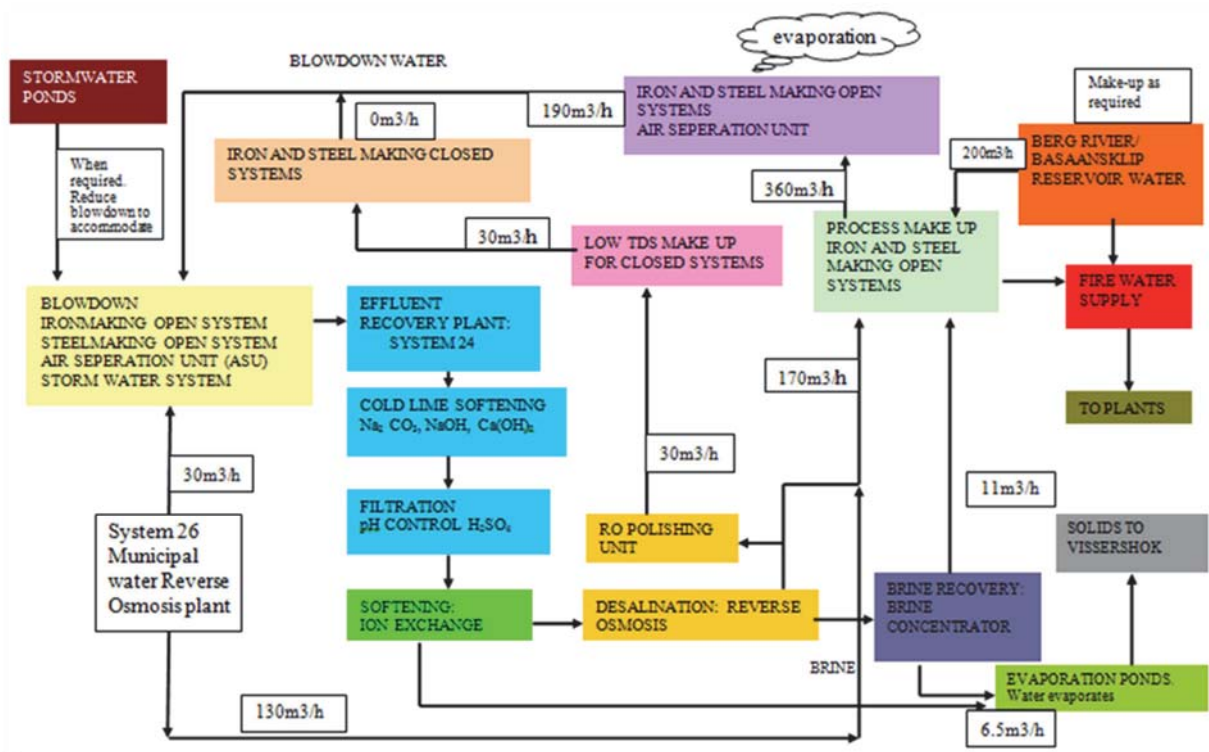 evaporation
BLOWDOWN WATER
STORMWATER
PONDS
IRON AND STEEL MAKING OPEN
SYSTEMS
AIR SEPERATION UNIT
Make-up as
required
190m3/h
0m3/h
IRON AND STEEL MAKING CLOSED
SYSTEMS
200m3/h
BERG RIVIER/
BASAANSKLIP
RESERVOIR WATER
When
required.
Reduce
blowdown to
accommodate
360m3/h
30m3/h
LOW TDS MAKE UP
FOR CLOSED SYSTEMS
PROCESS MAKE UP
IRON AND STEEL
MAKING OPEN
SYSTEMS
FIRE WATER
SUPPLY
BLOWDOWN
IRONMAKING OPEN SYSTEM
STEELMAKING OPEN SYSTEM
AIR SEPERATION UNIT (ASU)
STORM WATER SYSTEM
EFFLUENT
RECOVERY PLANT:
SYSTEM 24
170m3/h
COLD LIME SOFTENING
Na₂ CO₃, NaOH, Ca(OH)₂
TO PLANTS
30m3/h
30m3/h
11m3/h
FILTRATION
pH CONTROL H₂SO₄
System 26
Municipal
water Reverse
Osmosis plant
RO POLISHING
UNIT
SOLIDS TO
VISSERSHOK
SOFTENING:
ION EXCHANGE
DESALINATION: REVERSE
OSMOSIS
BRINE RECOVERY:
BRINE
CONCENTRATOR
BRINE
EVAPORATION PONDS.
Water evaporates
130m3/h
6.5m3/h